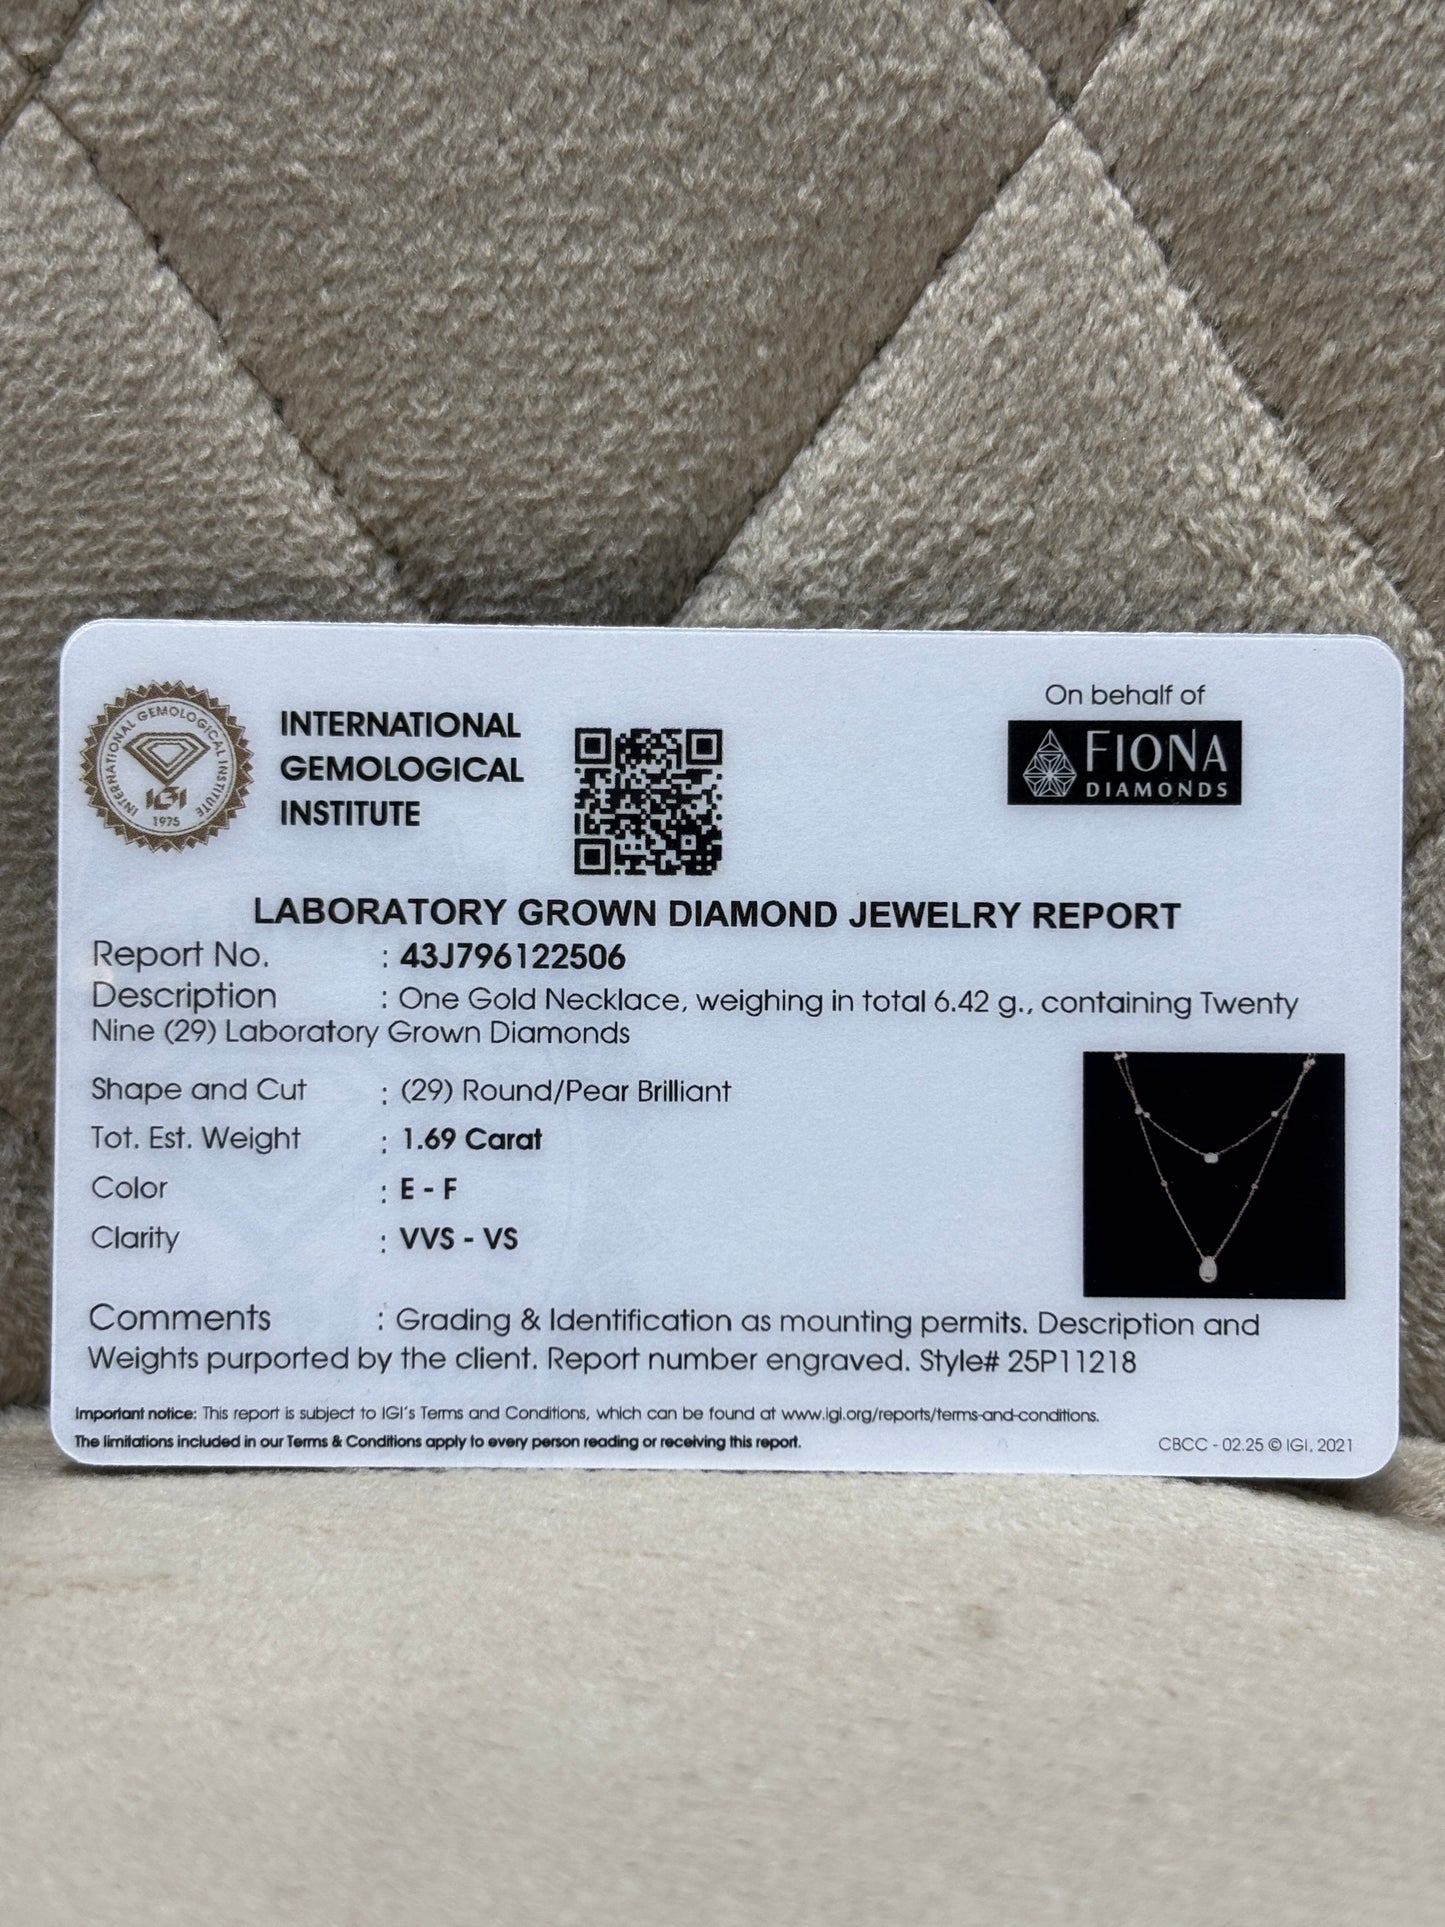 INTERNATIONAL GEMOLOGICAL INSTITUTE
IGI
1975
INTERNATIONAL
GEMOLOGICAL
INSTITUTE
On behalf of
FIONA
DIAMONDS
LABORATORY GROWN DIAMOND JEWELRY REPORT
Report No. : 43J796122506
Description : One Gold Necklace, weighing in total 6.42 g., containing Twenty
Nine (29) Laboratory Grown Diamonds
Shape and Cut : (29) Round/Pear Brilliant
Tot. Est. Weight : 1.69 Carat
Color : E - F
Clarity : VVS - VS
Comments : Grading & Identification as mounting permits. Description and
Weights purported by the client. Report number engraved. Style# 25P11218
Important notice: This report is subject to IGI's Terms and Conditions, which can be found at www.igi.org/reports/terms-and-conditions.
The limitations included in our Terms & Conditions apply to every person reading or receiving this report.
CBCC - 02.25 © IGI, 2021